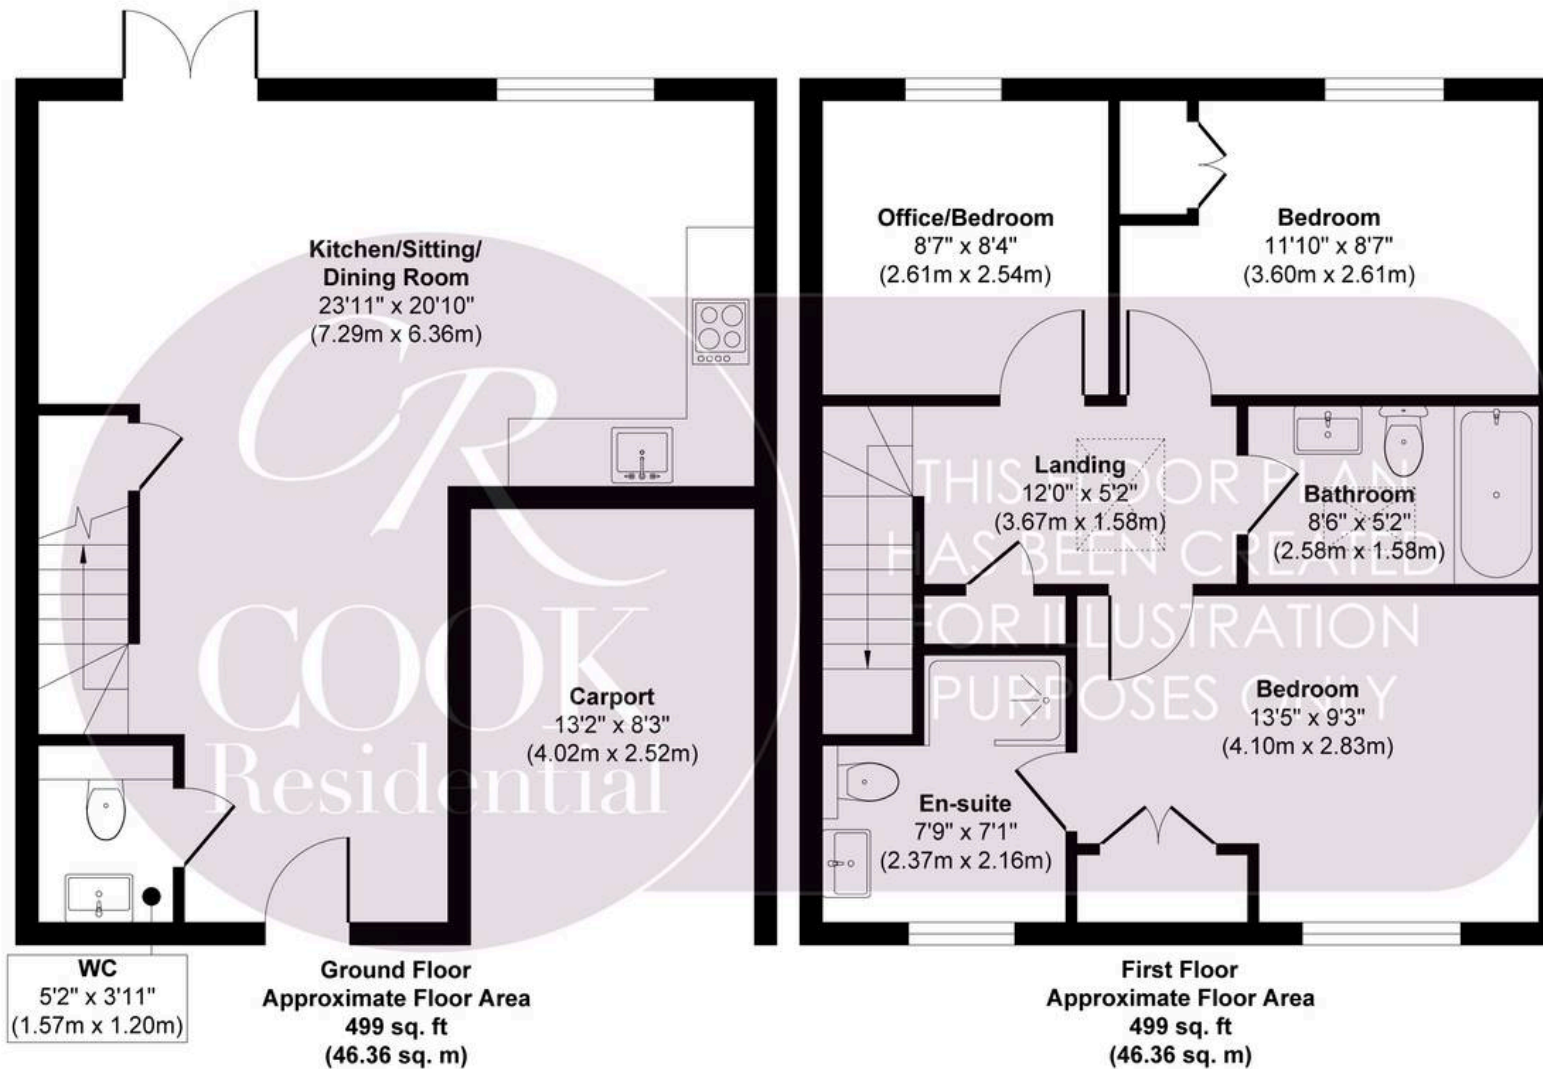 Kitchen/Sitting/
Dining Room
23'11" x 20'10"
(7.29m x 6.36m)
Carport
13'2" x 8'3"
(4.02m x 2.52m)
WC
5'2" x 3'11"
(1.57m x 1.20m)
Ground Floor
Approximate Floor Area
499 sq. ft
(46.36 sq. m)
Office/Bedroom
8'7" x 8'4"
(2.61m x 2.54m)
Bedroom
11'10" x 8'7"
(3.60m x 2.61m)
Landing
12'0" x 5'2"
(3.67m x 1.58m)
Bathroom
8'6" x 5'2"
(2.58m x 1.58m)
Bedroom
13'5" x 9'3"
(4.10m x 2.83m)
En-suite
7'9" x 7'1"
(2.37m x 2.16m)
First Floor
Approximate Floor Area
499 sq. ft
(46.36 sq. m)
CR
COOK
Residential
THIS FLOOR PLAN
HAS BEEN CREATED
FOR ILLUSTRATION
PURPOSES ONLY